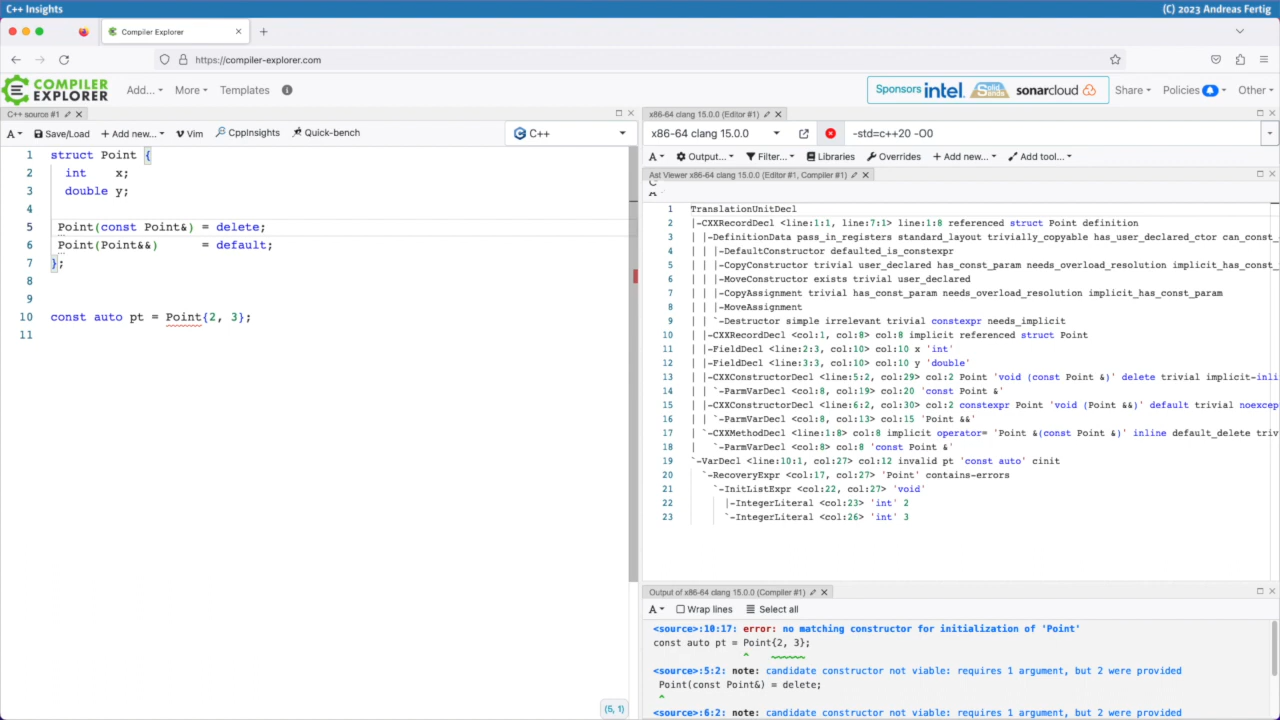 C++ Insights
(C) 2023 Andreas Fertig
Compiler Explorer
https://compiler-explorer.com
COMPILER EXPLORER
Add...
More
Templates
Sponsors intel. Solid Sands sonarcloud
Share
Policies
Other
C++ source #1
A
Save/Load
Add new...
Vim
CppInsights
Quick-bench
C++
1 struct Point {
2 int x;
3 double y;
4
5 Point(const Point&) = delete;
6 Point(Point&&) = default;
7 };
8
9
10 const auto pt = Point{2, 3};
11
(5, 1)
x86-64 clang 15.0.0 (Editor #1)
x86-64 clang 15.0.0
-std=c++20 -O0
A
Output...
Filter...
Libraries
Overrides
Add new...
Add tool...
Ast Viewer x86-64 clang 15.0.0 (Editor #1, Compiler #1)
1 TranslationUnitDecl
2 |-CXXRecordDecl <line:1:1, line:7:1> line:1:8 referenced struct Point definition
3 | |-DefinitionData pass_in_registers standard_layout trivially_copyable has_user_declared_ctor can_const_
4 | | |-DefaultConstructor defaulted_is_constexpr
5 | | |-CopyConstructor trivial user_declared has_const_param needs_overload_resolution implicit_has_const_
6 | | |-MoveConstructor exists trivial user_declared
7 | | |-CopyAssignment trivial has_const_param needs_overload_resolution implicit_has_const_param
8 | | |-MoveAssignment
9 | | `-Destructor simple irrelevant trivial constexpr needs_implicit
10 | |-CXXRecordDecl <col:1, col:8> col:8 implicit referenced struct Point
11 | |-FieldDecl <line:2:3, col:10> col:10 x 'int'
12 | |-FieldDecl <line:3:3, col:10> col:10 y 'double'
13 | |-CXXConstructorDecl <line:5:2, col:29> col:2 Point 'void (const Point &)' delete trivial implicit-inli
14 | | `-ParmVarDecl <col:8, col:19> col:20 'const Point &'
15 | |-CXXConstructorDecl <line:6:2, col:30> col:2 constexpr Point 'void (Point &&)' default trivial noexcep
16 | | `-ParmVarDecl <col:8, col:13> col:15 'Point &&'
17 | `-CXXMethodDecl <line:1:8> col:8 implicit operator= 'Point &(const Point &)' inline default_delete triv
18 | `-ParmVarDecl <col:8> col:8 'const Point &'
19 `-VarDecl <line:10:1, col:27> col:12 invalid pt 'const auto' cinit
20 `-RecoveryExpr <col:17, col:27> 'Point' contains-errors
21 `-InitListExpr <col:22, col:27> 'void'
22 |-IntegerLiteral <col:23> 'int' 2
23 `-IntegerLiteral <col:26> 'int' 3
Output of x86-64 clang 15.0.0 (Compiler #1)
A
Wrap lines
Select all
<source>:10:17: error: no matching constructor for initialization of 'Point'
const auto pt = Point{2, 3};
^ ~~~~~~
<source>:5:2: note: candidate constructor not viable: requires 1 argument, but 2 were provided
Point(const Point&) = delete;
^
<source>:6:2: note: candidate constructor not viable: requires 1 argument, but 2 were provided